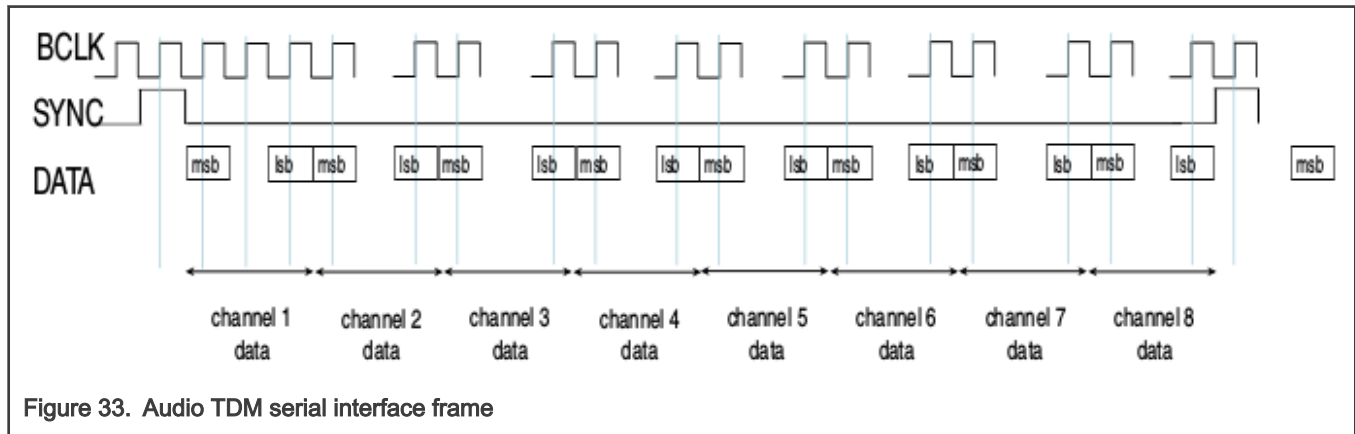 BCLK
SYNC
DATA
msb lsb msb lsb msb lsb msb lsb msb lsb msb lsb msb lsb msb lsb msb
channel 1 channel 2 channel 3 channel 4 channel 5 channel 6 channel 7 channel 8
data data data data data data data data
Figure 33. Audio TDM serial interface frame